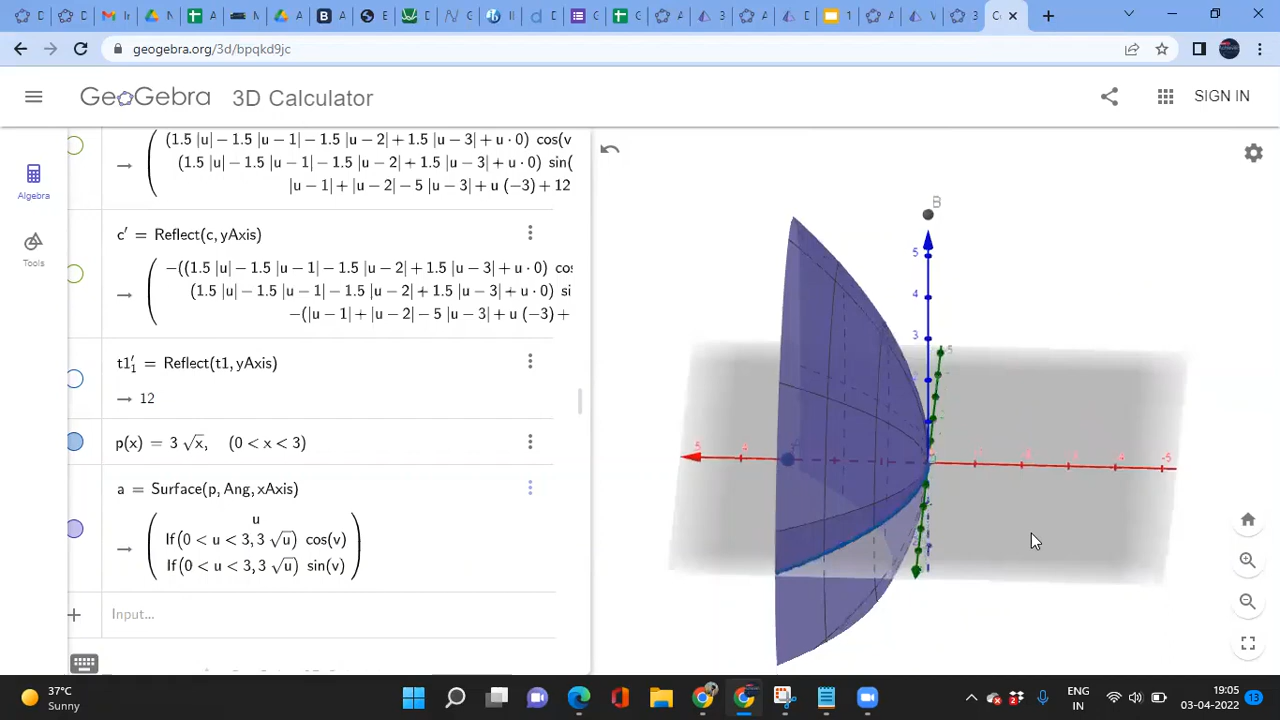 geogebra.org/3d/bpqkd9jc
GeoGebra 3D Calculator
SIGN IN
Algebra
Tools
(1.5 |u| − 1.5 |u − 1| − 1.5 |u − 2| + 1.5 |u − 3| + u · 0) cos(v
(1.5 |u| − 1.5 |u − 1| − 1.5 |u − 2| + 1.5 |u − 3| + u · 0) sin(
→
|u − 1| + |u − 2| − 5 |u − 3| + u (−3) + 12
c′ = Reflect(c, yAxis)
−((1.5 |u| − 1.5 |u − 1| − 1.5 |u − 2| + 1.5 |u − 3| + u · 0) cos
(1.5 |u| − 1.5 |u − 1| − 1.5 |u − 2| + 1.5 |u − 3| + u · 0) si
→
−(|u − 1| + |u − 2| − 5 |u − 3| + u (−3) +
t1′₁ = Reflect(t1, yAxis)
→ 12
p(x) = 3 √x, (0 < x < 3)
a = Surface(p, Ang, xAxis)
u
→ If(0 < u < 3, 3 √u) cos(v)
If(0 < u < 3, 3 √u) sin(v)
Input...
B
5
4
3
5
4
-5
37°C
Sunny
ENG
IN
19:05
03-04-2022
13